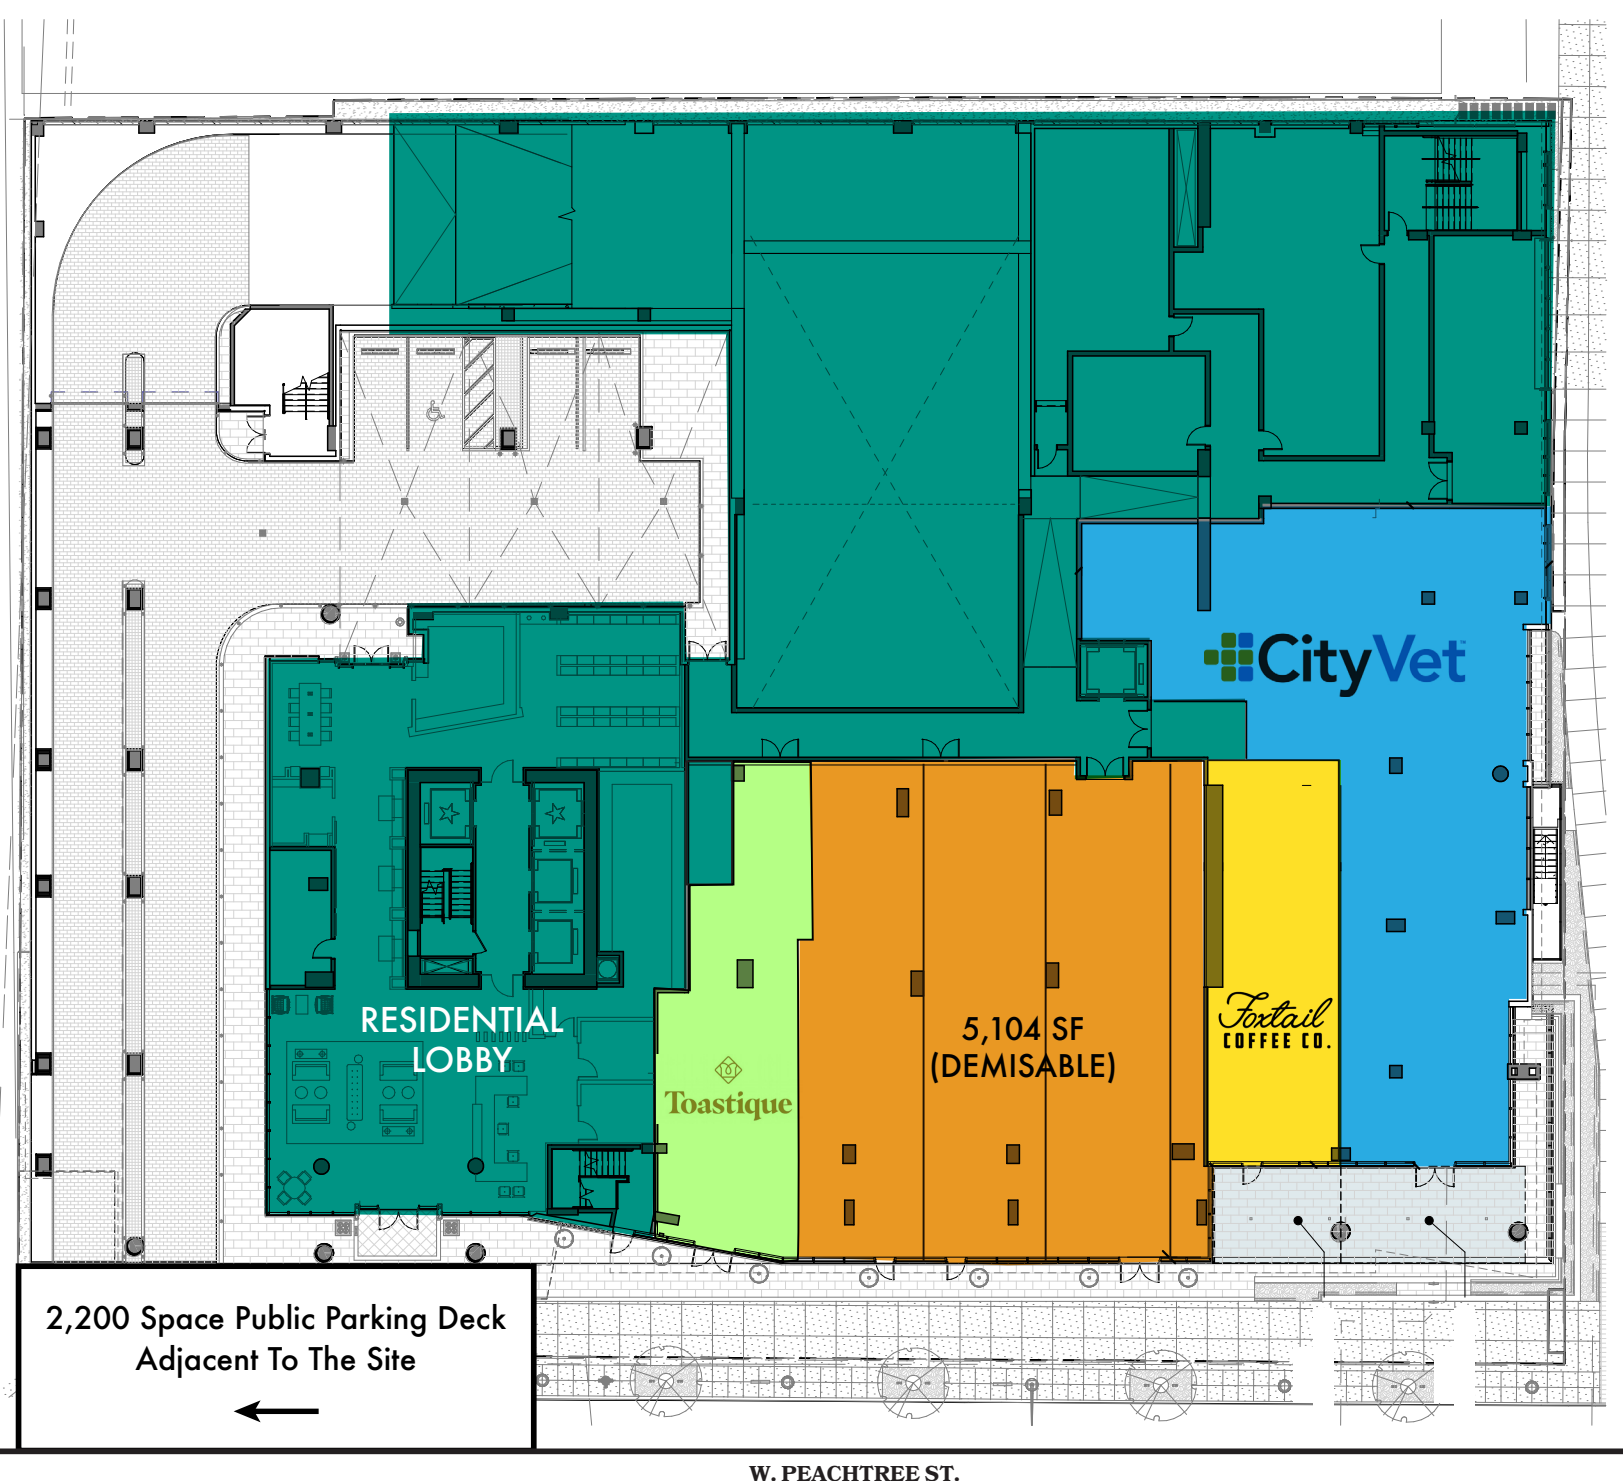 CityVet
RESIDENTIAL
LOBBY
Toastique
5,104 SF
(DEMISABLE)
Foxtail
COFFEE CO.
2,200 Space Public Parking Deck
Adjacent To The Site
W. PEACHTREE ST.